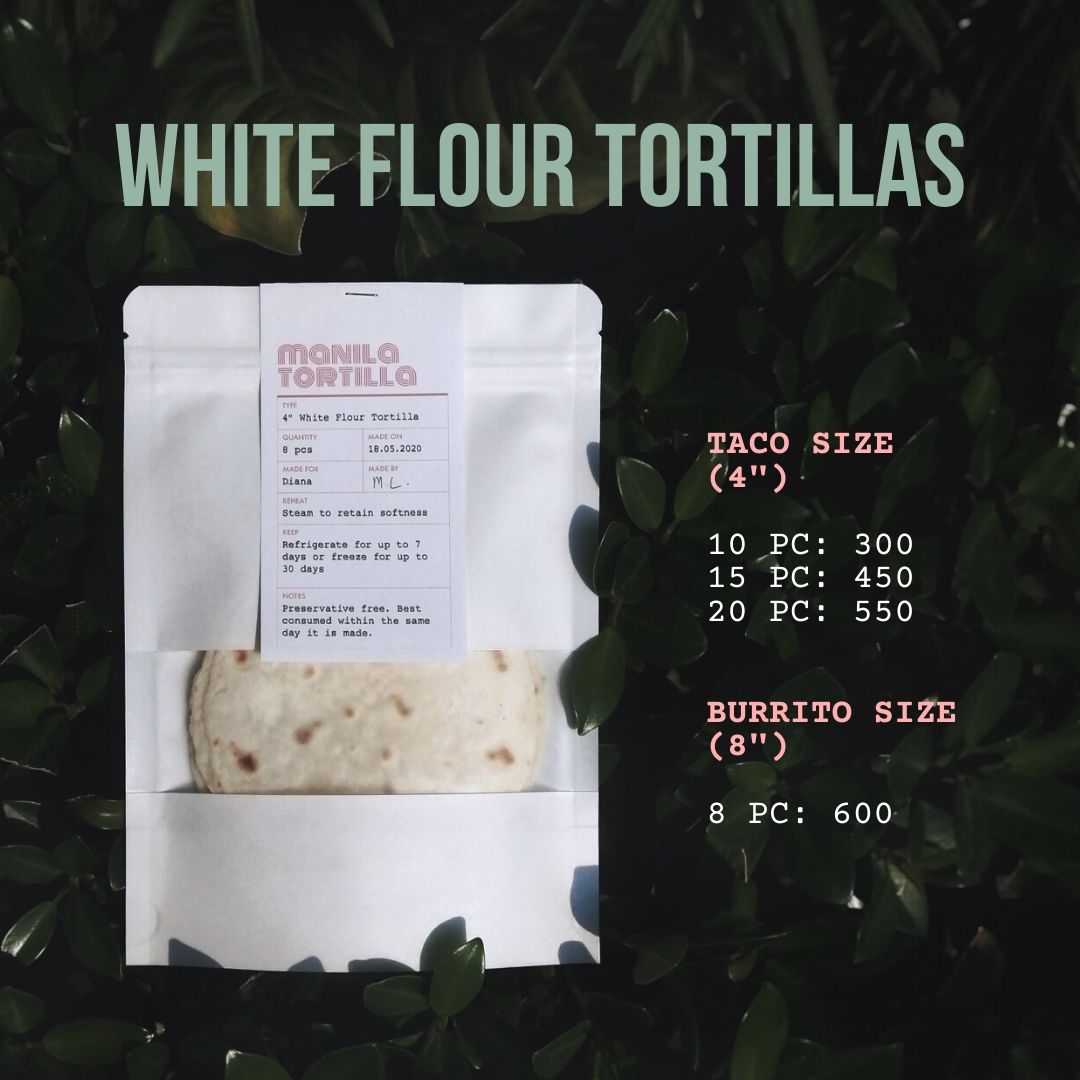 WHITE FLOUR TORTILLAS
MANILA
TORTILLA
TYPE
4" White Flour Tortilla
QUANTITY
8 pcs
MADE ON
18.05.2020
MADE FOR
Diana
MADE BY
M.L.
REHEAT
Steam to retain softness
KEEP
Refrigerate for up to 7
days or freeze for up to
30 days
NOTES
Preservative free. Best
consumed within the same
day it is made.
TACO SIZE
(4")
10 PC: 300
15 PC: 450
20 PC: 550
BURRITO SIZE
(8")
8 PC: 600